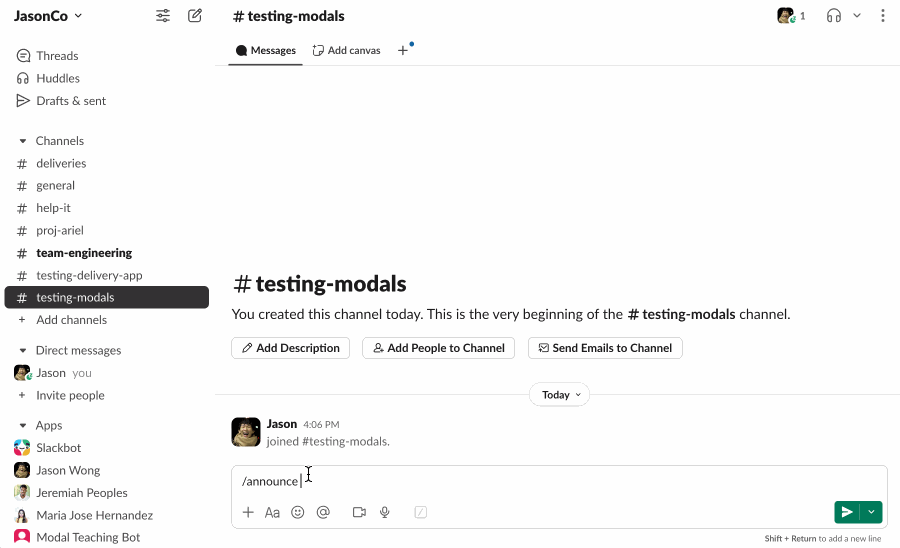 JasonCo
Threads
Huddles
Drafts & sent
Channels
# deliveries
# general
# help-it
# proj-ariel
# team-engineering
# testing-delivery-app
# testing-modals
+ Add channels
Direct messages
Jason you
+ Invite people
Apps
Slackbot
Jason Wong
Jeremiah Peoples
Maria Jose Hernandez
Modal Teaching Bot
# testing-modals
1
Messages
Add canvas
+
# testing-modals
You created this channel today. This is the very beginning of the # testing-modals channel.
Add Description
Add People to Channel
Send Emails to Channel
Today
Jason 4:06 PM
joined #testing-modals.
/announce
+ Aa @ /
Shift + Return to add a new line